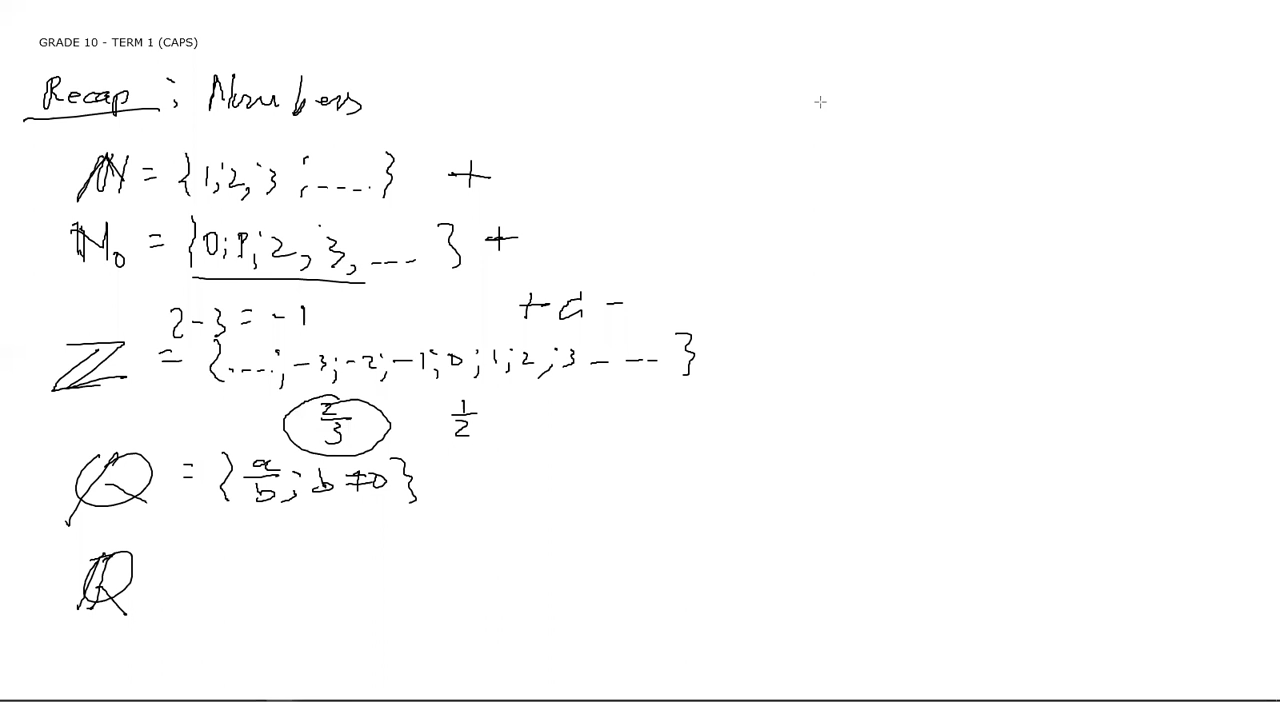 GRADE 10 - TERM 1 (CAPS)
Recap : Numbers
ℕ = {1; 2; 3 ; ....} +
ℕ₀ = {0; 1; 2, 3, ....} +
2 - 3 = -1
+ a -
ℤ = {....; -3; -2; -1; 0; 1; 2; 3 ....}
2/3 1/2
ℚ = {a/b; b ≠ 0}
ℝ